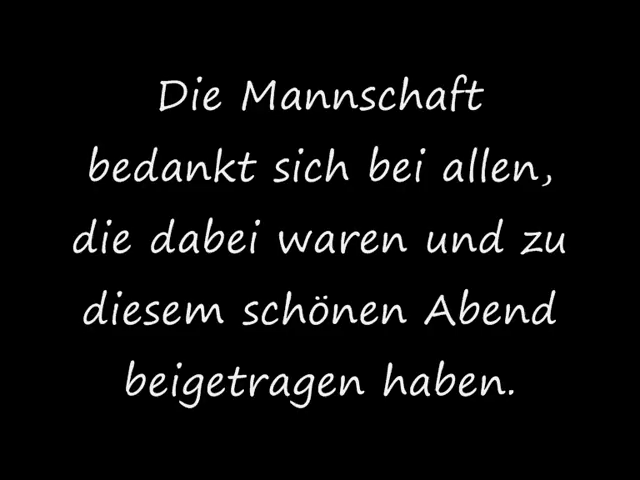 Die Mannschaft
bedankt sich bei allen,
die dabei waren und zu
diesem schönen Abend
beigetragen haben.